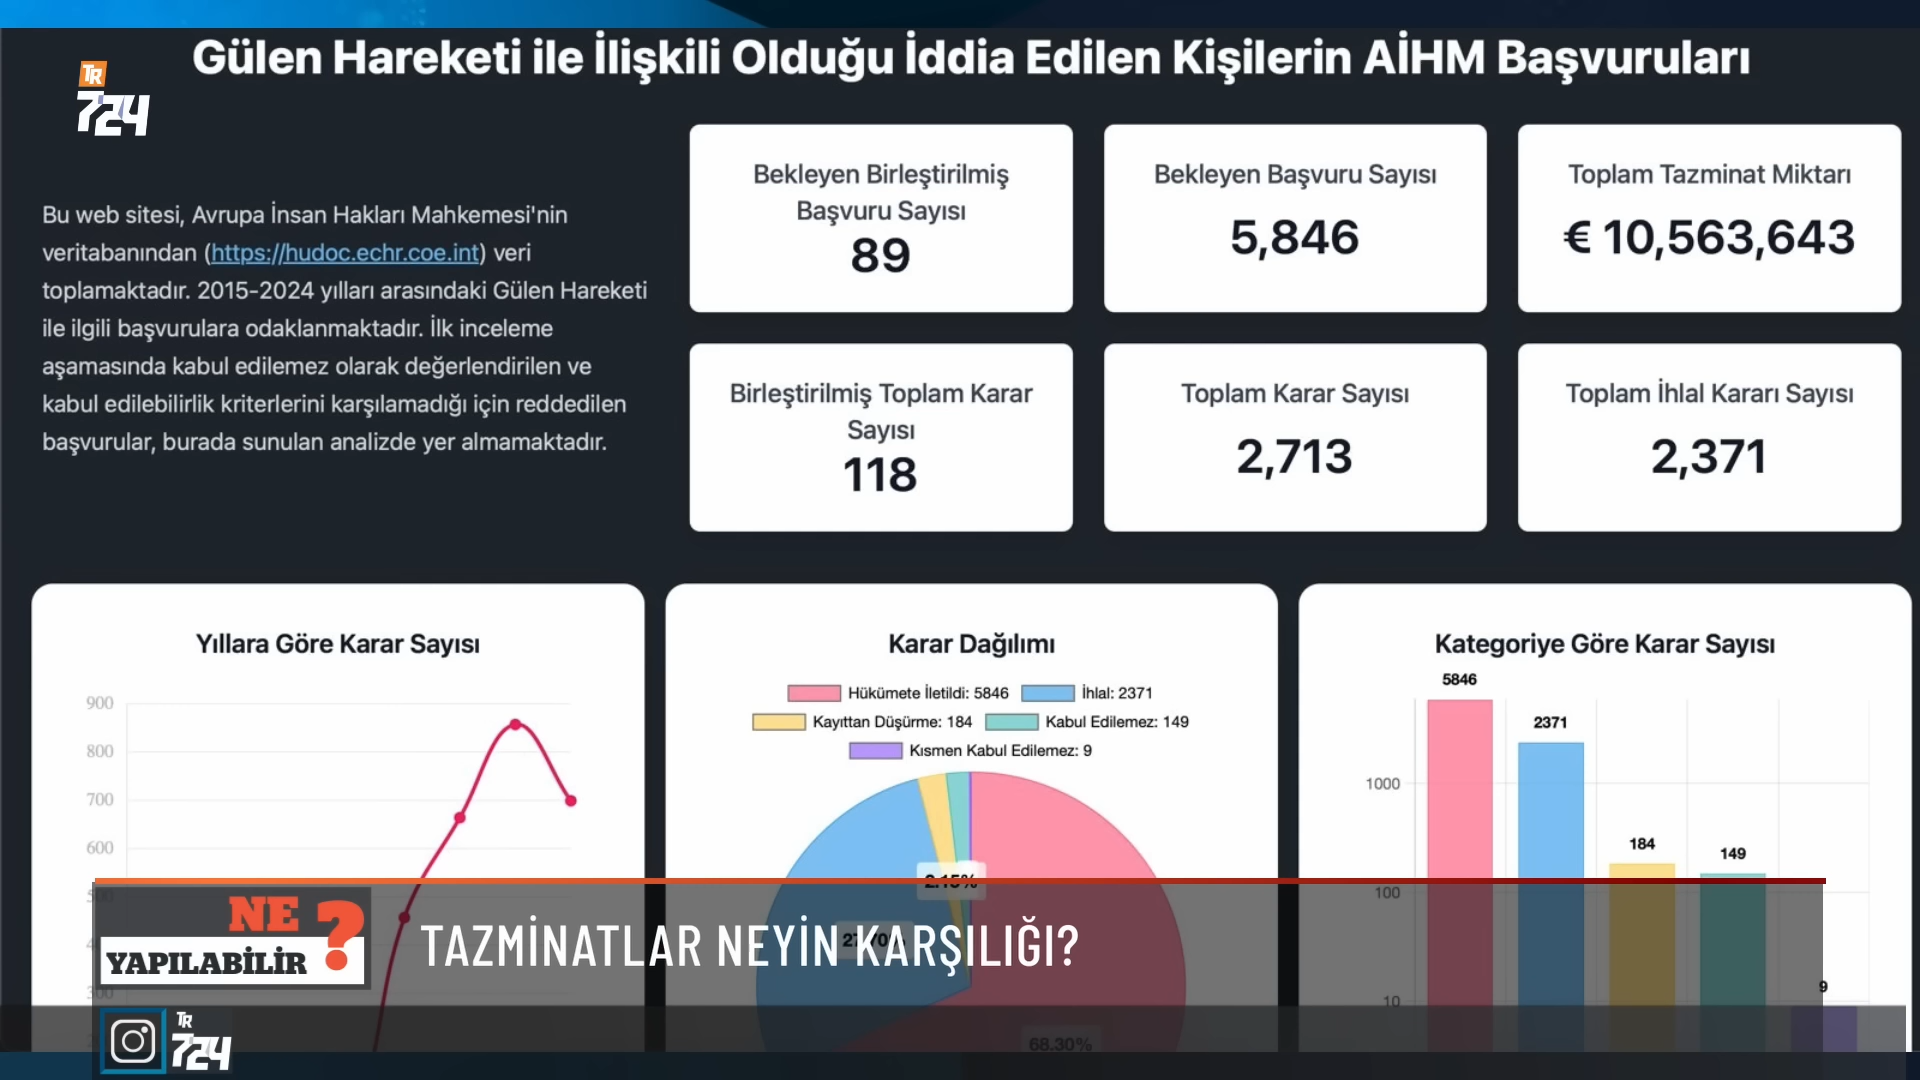 Gülen Hareketi ile İlişkili Olduğu İddia Edilen Kişilerin AİHM Başvuruları
TR
724
Bu web sitesi, Avrupa İnsan Hakları Mahkemesi'nin
veritabanından (https://hudoc.echr.coe.int) veri
toplamaktadır. 2015-2024 yılları arasındaki Gülen Hareketi
ile ilgili başvurulara odaklanmaktadır. İlk inceleme
aşamasında kabul edilemez olarak değerlendirilen ve
kabul edilebilirlik kriterlerini karşılamadığı için reddedilen
başvurular, burada sunulan analizde yer almamaktadır.
Bekleyen Birleştirilmiş
Başvuru Sayısı
89
Bekleyen Başvuru Sayısı
5,846
Toplam Tazminat Miktarı
€ 10,563,643
Birleştirilmiş Toplam Karar
Sayısı
118
Toplam Karar Sayısı
2,713
Toplam İhlal Kararı Sayısı
2,371
Yıllara Göre Karar Sayısı
900
800
700
600
Karar Dağılımı
Hükümete İletildi: 5846
İhlal: 2371
Kayıttan Düşürme: 184
Kabul Edilemez: 149
Kısmen Kabul Edilemez: 9
2.15%
27.70%
68.30%
Kategoriye Göre Karar Sayısı
5846
2371
184
149
9
1000
100
10
NE
YAPILABİLİR
?
TAZMİNATLAR NEYİN KARŞILIĞI?
TR
724